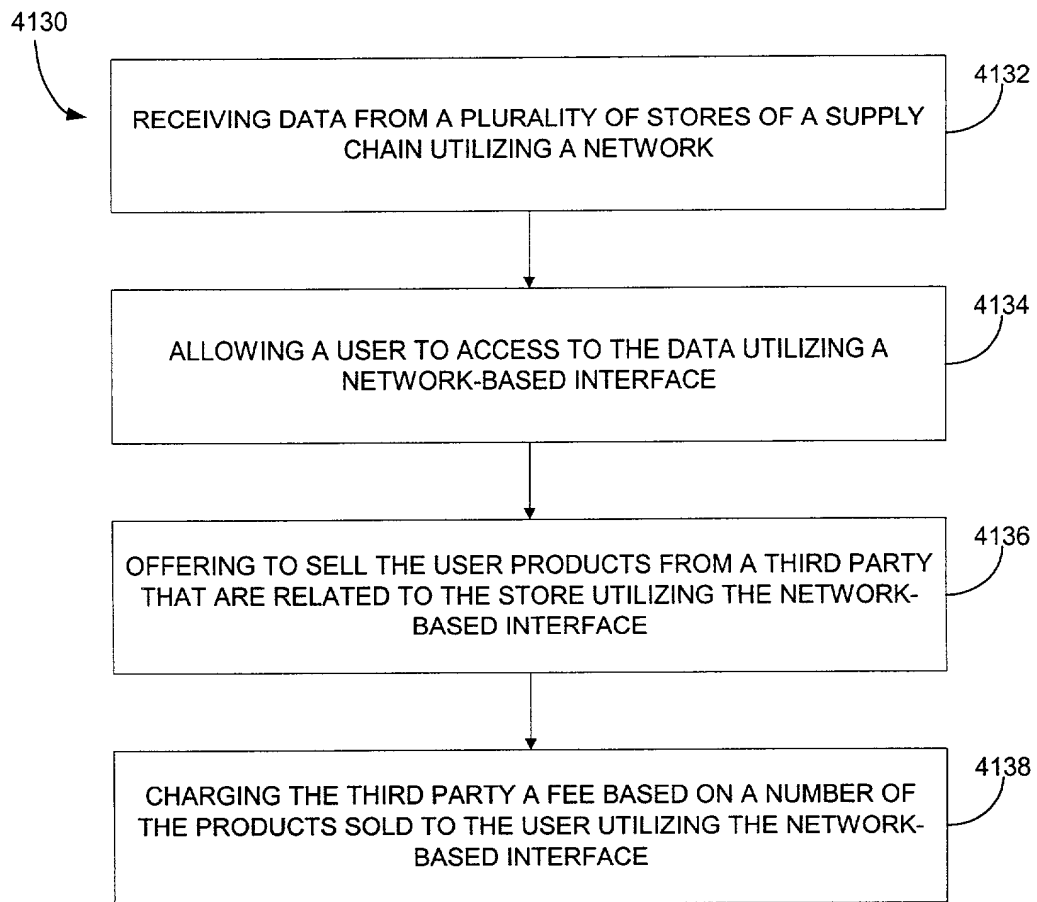 4130
4132
RECEIVING DATA FROM A PLURALITY OF STORES OF A SUPPLY
CHAIN UTILIZING A NETWORK
4134
ALLOWING A USER TO ACCESS TO THE DATA UTILIZING A
NETWORK-BASED INTERFACE
4136
OFFERING TO SELL THE USER PRODUCTS FROM A THIRD PARTY
THAT ARE RELATED TO THE STORE UTILIZING THE NETWORK-
BASED INTERFACE
4138
CHARGING THE THIRD PARTY A FEE BASED ON A NUMBER OF
THE PRODUCTS SOLD TO THE USER UTILIZING THE NETWORK-
BASED INTERFACE